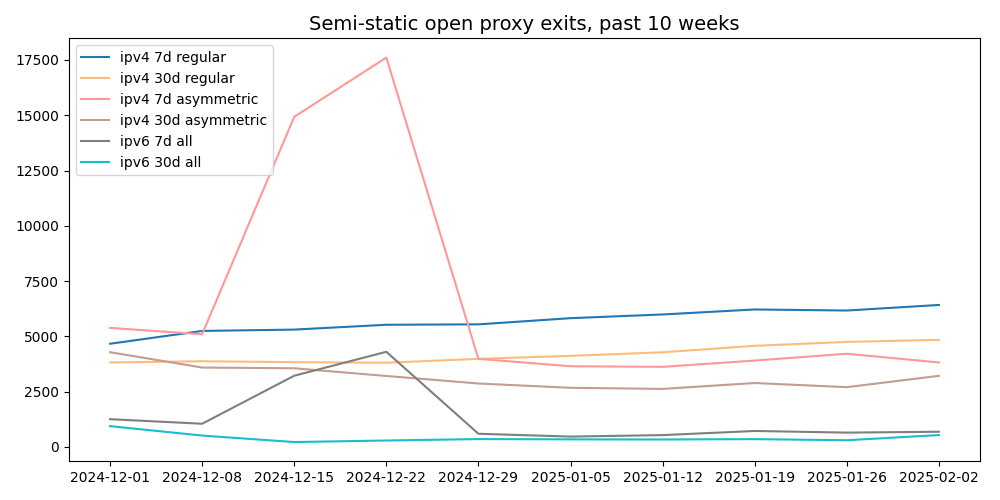 Semi-static open proxy exits, past 10 weeks
ipv4 7d regular
ipv4 30d regular
ipv4 7d asymmetric
ipv4 30d asymmetric
ipv6 7d all
ipv6 30d all
17500
15000
12500
10000
7500
5000
2500
0
2024-12-01 2024-12-08 2024-12-15 2024-12-22 2024-12-29 2025-01-05 2025-01-12 2025-01-19 2025-01-26 2025-02-02